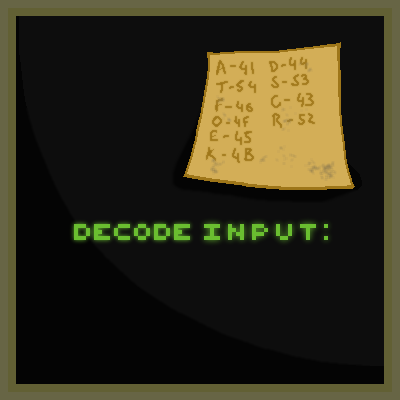 A-41 D-44
T-54 S-53
F-46 C-43
O-4F R-52
E-45
K-4B
DECODE INPUT: